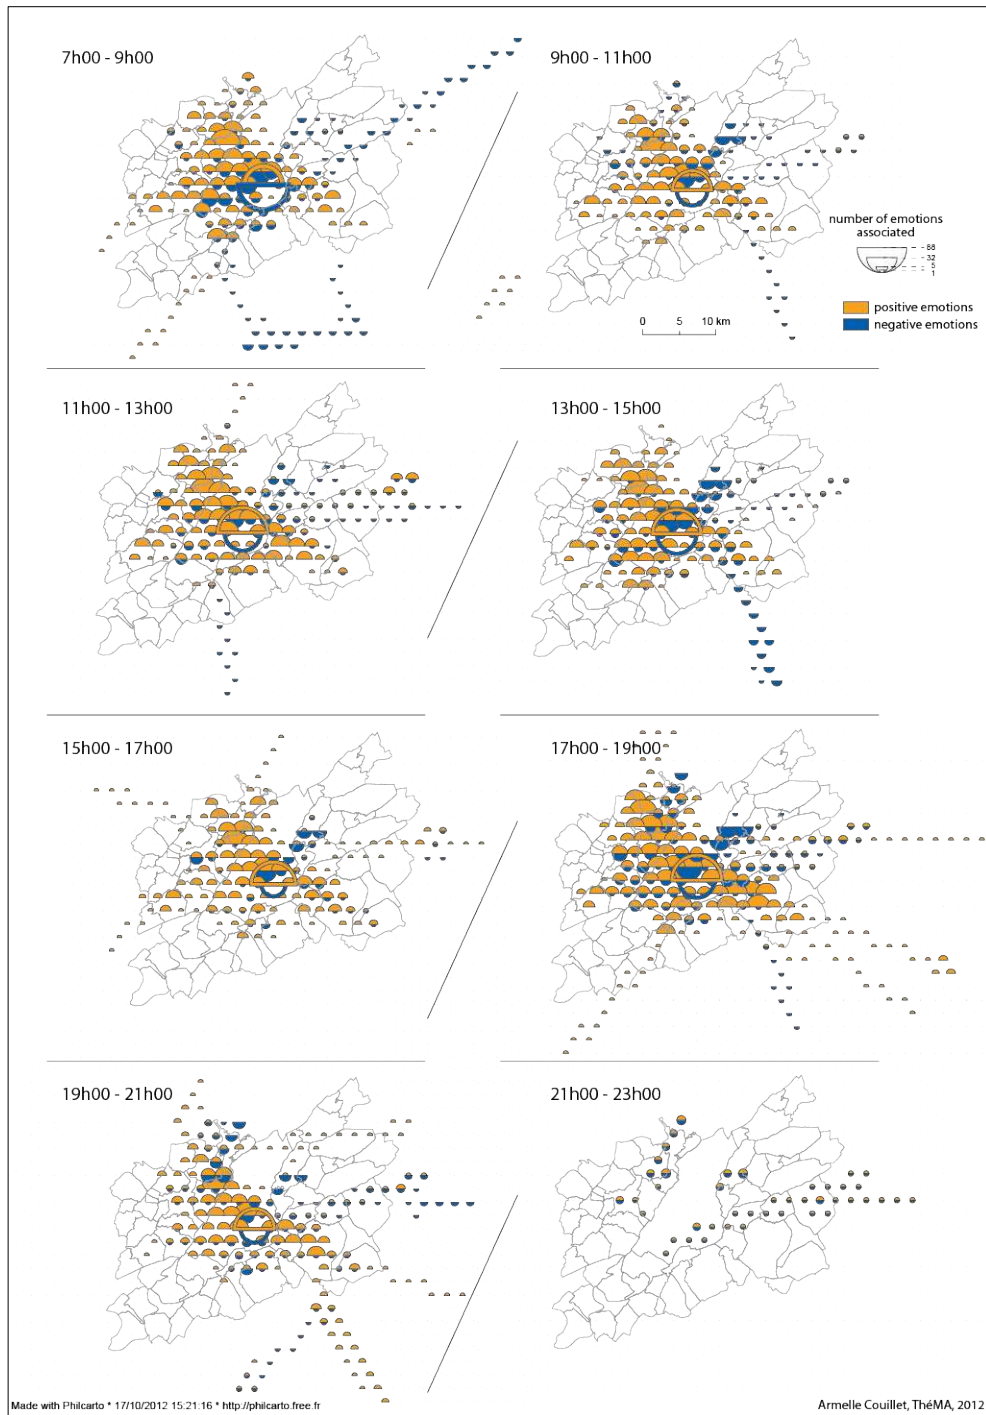 7h00 - 9h00
9h00 - 11h00
number of emotions
associated
88
32
5
1
positive emotions
negative emotions
0 5 10 km
11h00 - 13h00
13h00 - 15h00
15h00 - 17h00
17h00 - 19h00
19h00 - 21h00
21h00 - 23h00
Made with Philcarto * 17/10/2012 15:21:16 * http://philcarto.free.fr
Armelle Couillet, ThéMA, 2012